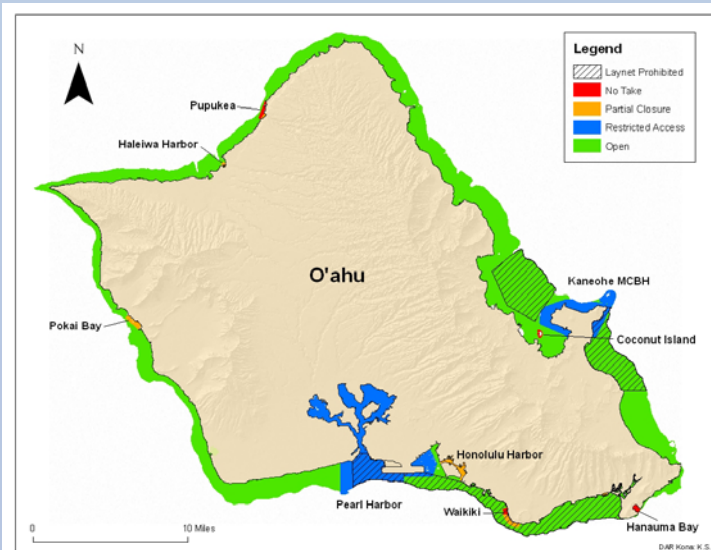 N
Legend
Laynet Prohibited
No Take
Partial Closure
Restricted Access
Open
Pupukea
Haleiwa Harbor
O'ahu
Kaneohe MCBH
Pokai Bay
Coconut Island
Honolulu Harbor
Pearl Harbor
Waikiki
Hanauma Bay
0 10 Miles
DAR Kona: K.S.